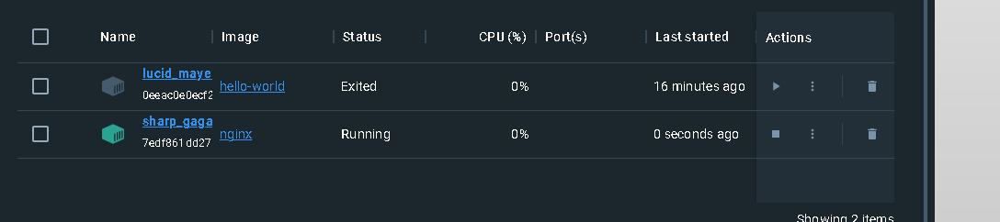 Name Image Status CPU (%) Port(s) Last started Actions
lucid_maye
0eeac0e0ecf2 hello-world Exited 0% 16 minutes ago
sharp_gaga
7edf861dd27 nginx Running 0% 0 seconds ago
Showing 2 items